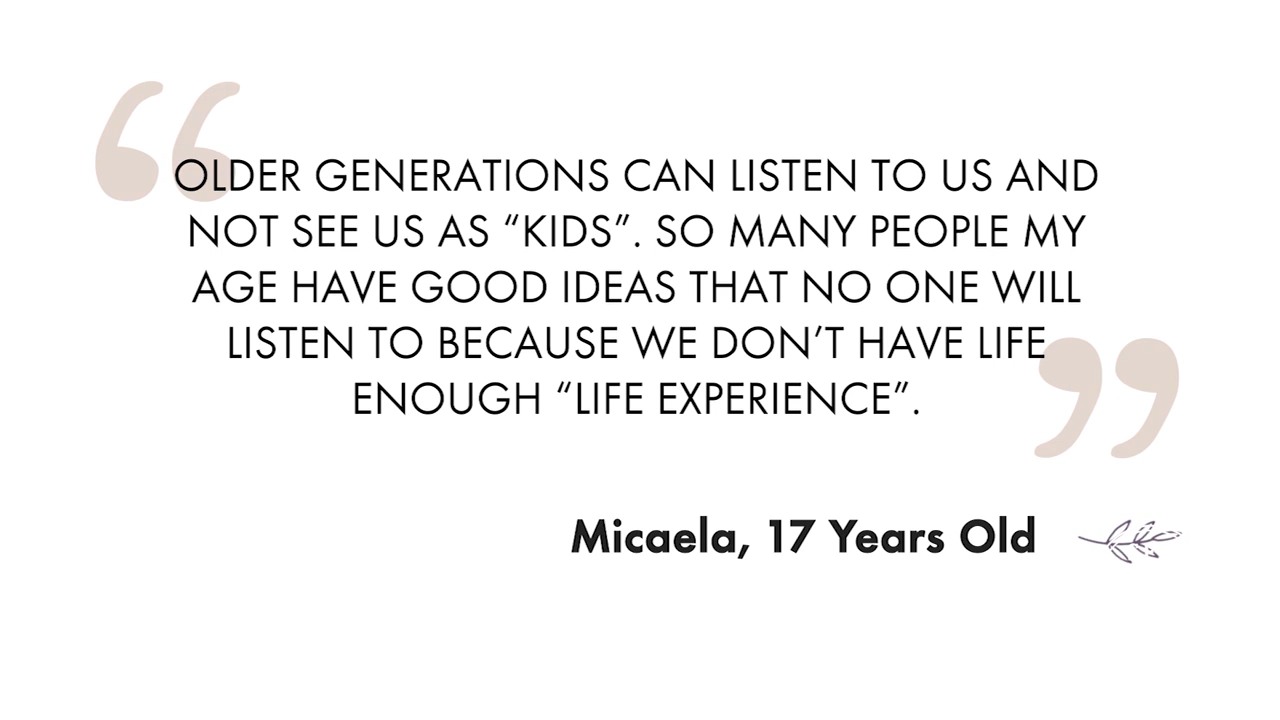 OLDER GENERATIONS CAN LISTEN TO US AND
NOT SEE US AS “KIDS”. SO MANY PEOPLE MY
AGE HAVE GOOD IDEAS THAT NO ONE WILL
LISTEN TO BECAUSE WE DON’T HAVE LIFE
ENOUGH “LIFE EXPERIENCE”.
Micaela, 17 Years Old